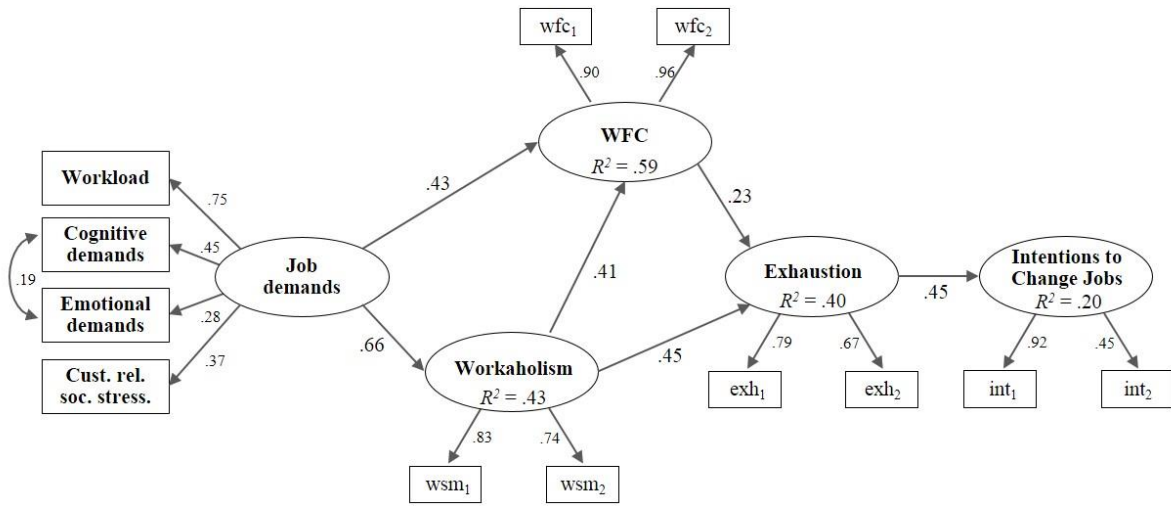 wfc₁
wfc₂
.90
.96
WFC
R² = .59
Workload
.75
.43
.23
Cognitive
demands
.45
.19
Job
demands
.41
Exhaustion
R² = .40
.45
Intentions to
Change Jobs
R² = .20
Emotional
demands
.28
.66
.37
Cust. rel.
soc. stress.
Workaholism
R² = .43
.45
.79
.67
.92
.45
exh₁
exh₂
int₁
int₂
.83
.74
wsm₁
wsm₂